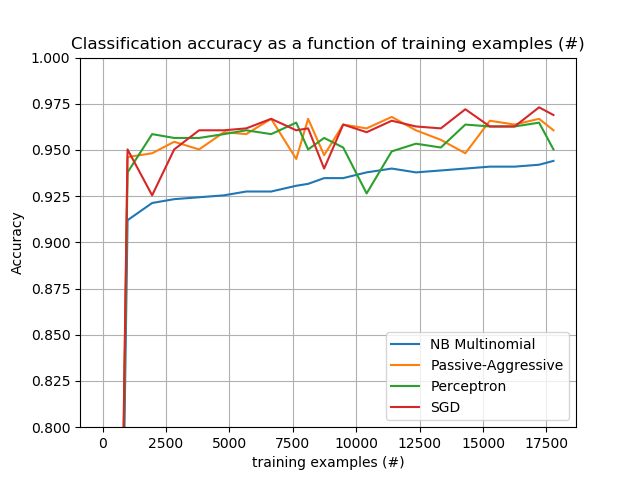 Classification accuracy as a function of training examples (#)
1.000
0.975
0.950
0.925
0.900
0.875
0.850
0.825
0.800
Accuracy
NB Multinomial
Passive-Aggressive
Perceptron
SGD
0 2500 5000 7500 10000 12500 15000 17500
training examples (#)